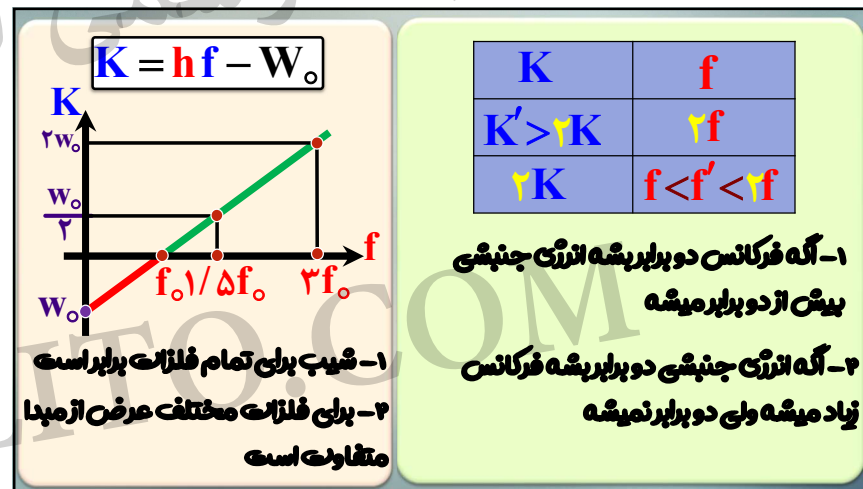 K = hf − W₀
K
۲w₀
w₀
۲
W₀
f₀ ۱/۵f₀ ۳f₀
f
۱- شیب برای تمام فلزات برابر است
۲- برای فلزات مختلف عرض از مبدا
متفاوت است
K f
K′>۲K ۲f
۲K f<f′<۲f
۱- اگه فرکانس دو برابر بشه انرژی جنبشی
بیش از دو برابر میشه
۲- اگه انرژی جنبشی دو برابر بشه فرکانس
زیاد میشه ولی دو برابر نمیشه
LITO.COM